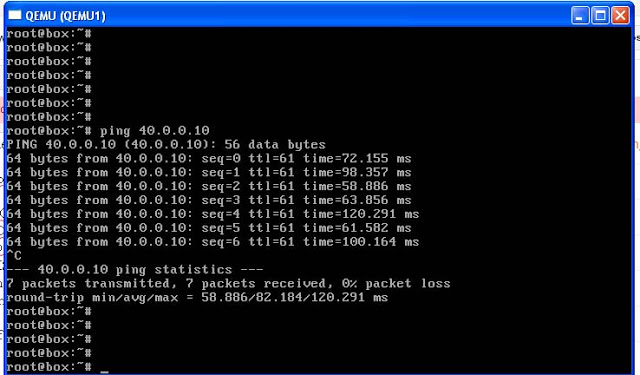 QEMU (QEMU1)
root@box:~#
root@box:~#
root@box:~#
root@box:~#
root@box:~#
root@box:~#
root@box:~#
root@box:~# ping 40.0.0.10
PING 40.0.0.10 (40.0.0.10): 56 data bytes
64 bytes from 40.0.0.10: seq=0 ttl=61 time=72.155 ms
64 bytes from 40.0.0.10: seq=1 ttl=61 time=98.357 ms
64 bytes from 40.0.0.10: seq=2 ttl=61 time=58.886 ms
64 bytes from 40.0.0.10: seq=3 ttl=61 time=63.856 ms
64 bytes from 40.0.0.10: seq=4 ttl=61 time=120.291 ms
64 bytes from 40.0.0.10: seq=5 ttl=61 time=61.582 ms
64 bytes from 40.0.0.10: seq=6 ttl=61 time=100.164 ms
^C
--- 40.0.0.10 ping statistics ---
7 packets transmitted, 7 packets received, 0% packet loss
round-trip min/avg/max = 58.886/82.184/120.291 ms
root@box:~#
root@box:~#
root@box:~#
root@box:~#
root@box:~# _